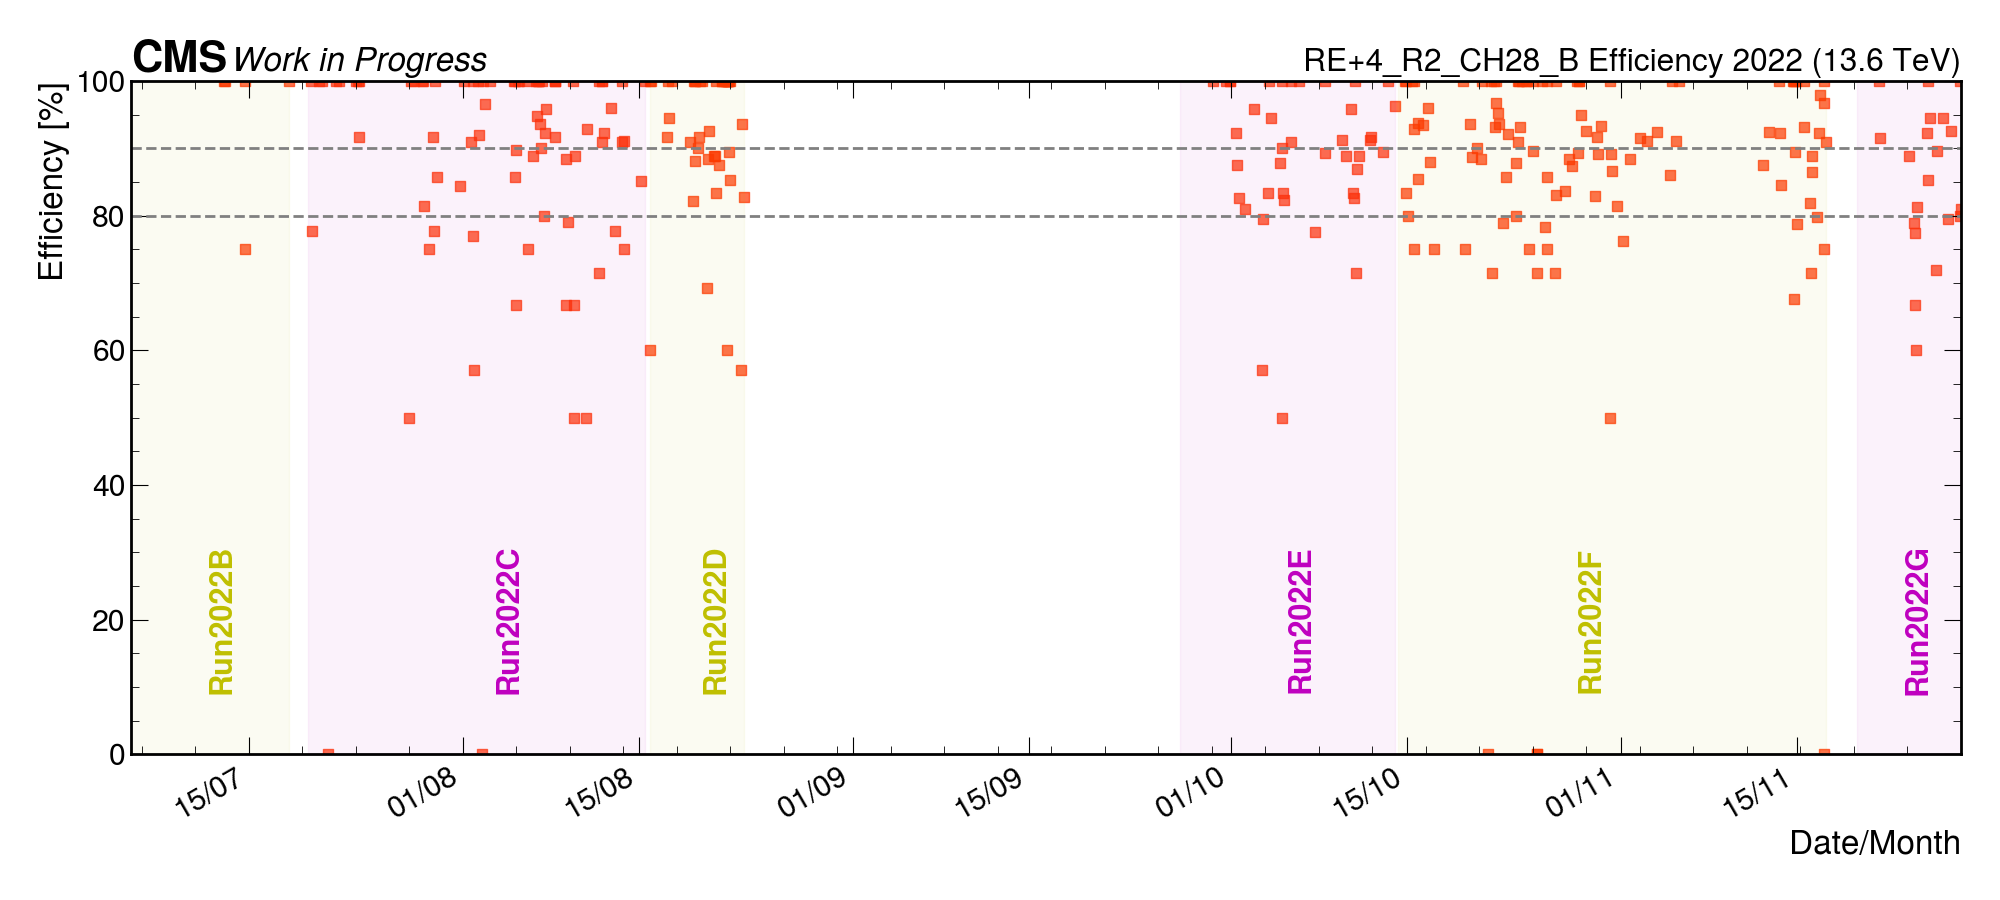 CMS Work in Progress
RE+4_R2_CH28_B Efficiency 2022 (13.6 TeV)
Efficiency [%]
100
80
60
40
20
0
Run2022B
Run2022C
Run2022D
Run2022E
Run2022F
Run2022G
15/07 01/08 15/08 01/09 15/09 01/10 15/10 01/11 15/11
Date/Month